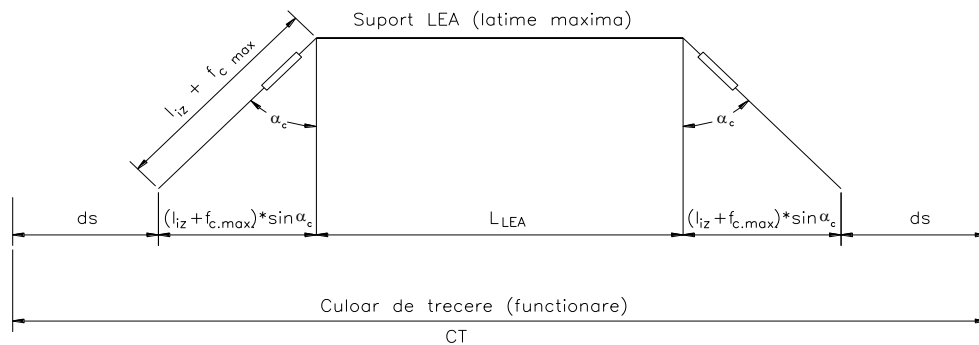 Suport LEA (latime maxima)
l_iz + f_c max
α_c
α_c
ds
(l_iz+f_c.max)*sinα_c
L_LEA
(l_iz+f_c.max)*sinα_c
ds
Culoar de trecere (functionare)
CT